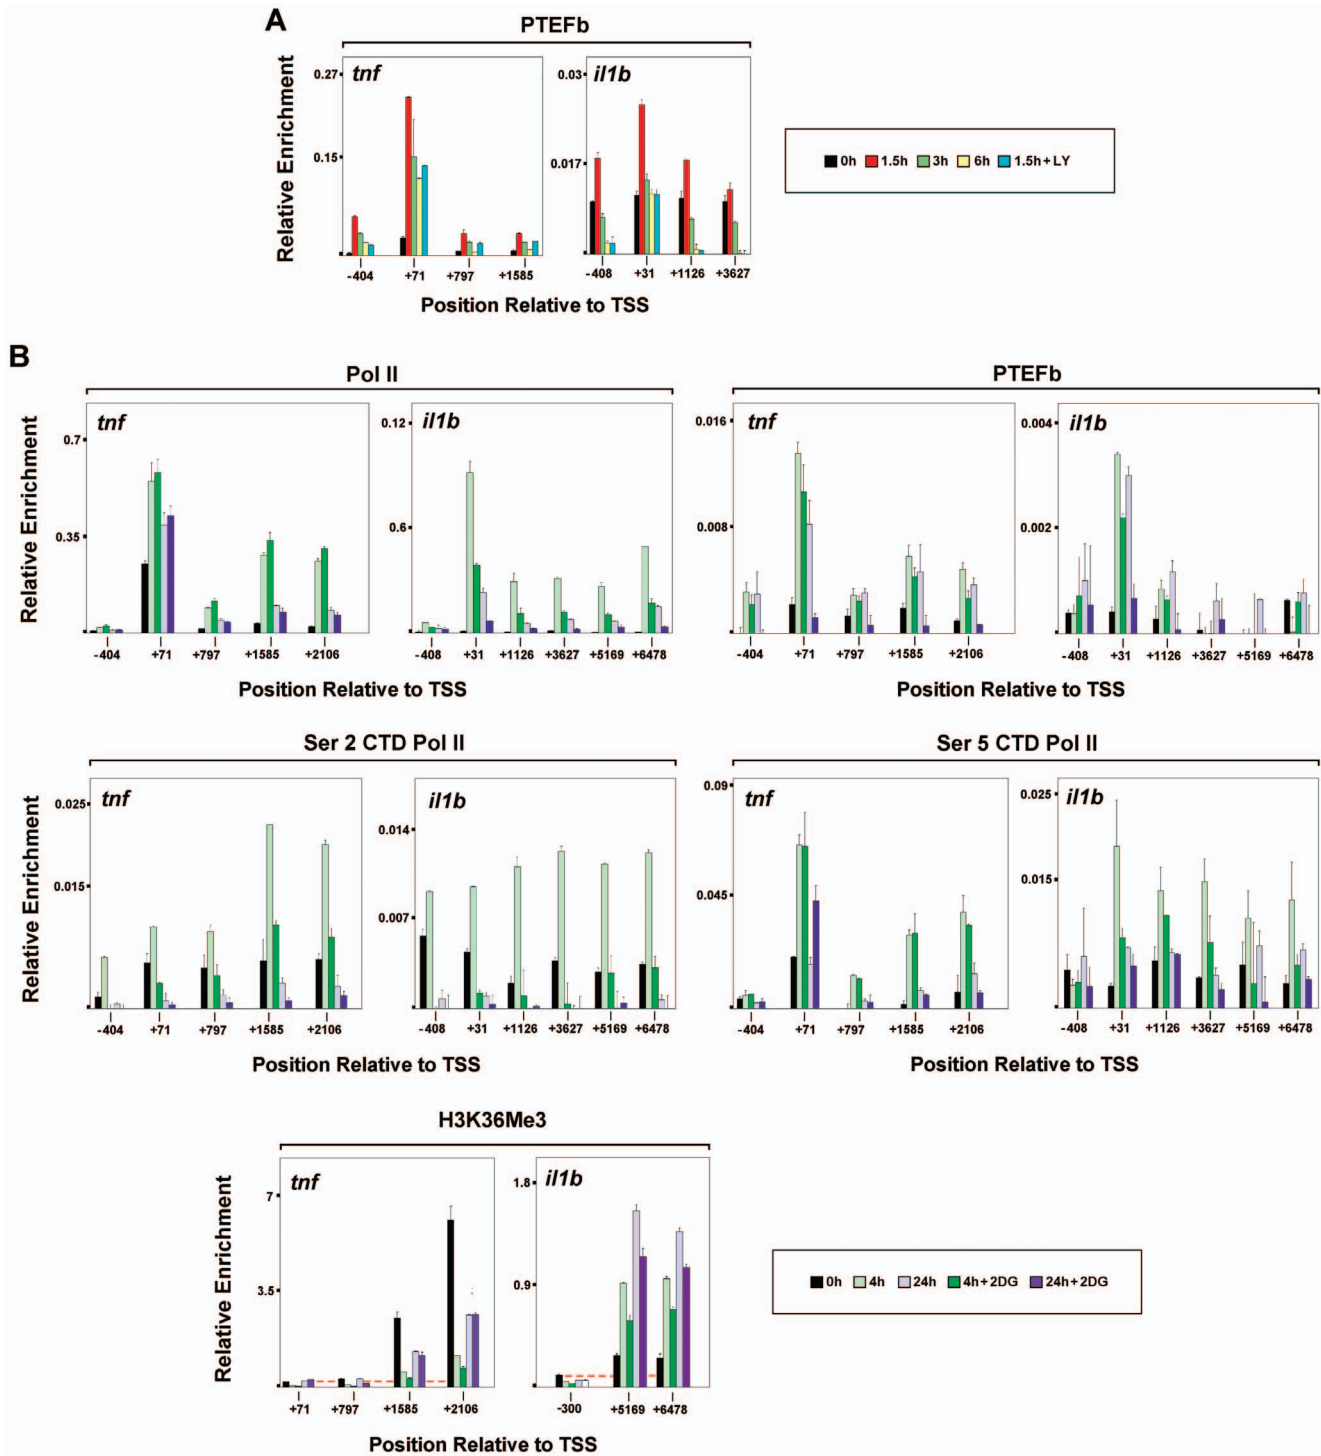 A
PTEFb
tnf
il1b
Relative Enrichment
0.27
0.15
0.03
0.017
-404 +71 +797 +1585
-408 +31 +1126 +3627
Position Relative to TSS
0h 1.5h 3h 6h 1.5h+LY
B
Pol II
PTEFb
tnf
il1b
tnf
il1b
Relative Enrichment
0.7
0.35
0.12
0.6
0.016
0.008
0.004
0.002
-404 +71 +797 +1585 +2106
-408 +31 +1126 +3627 +5169 +6478
-404 +71 +797 +1585 +2106
-408 +31 +1126 +3627 +5169 +6478
Position Relative to TSS
Position Relative to TSS
Ser 2 CTD Pol II
Ser 5 CTD Pol II
tnf
il1b
tnf
il1b
Relative Enrichment
0.025
0.015
0.014
0.007
0.09
0.045
0.025
0.015
-404 +71 +797 +1585 +2106
-408 +31 +1126 +3627 +5169 +6478
-404 +71 +797 +1585 +2106
-408 +31 +1126 +3627 +5169 +6478
Position Relative to TSS
Position Relative to TSS
H3K36Me3
tnf
il1b
Relative Enrichment
7
3.5
1.8
0.9
+71 +797 +1585 +2106
-300 +5169 +6478
Position Relative to TSS
0h 4h 24h 4h+2DG 24h+2DG